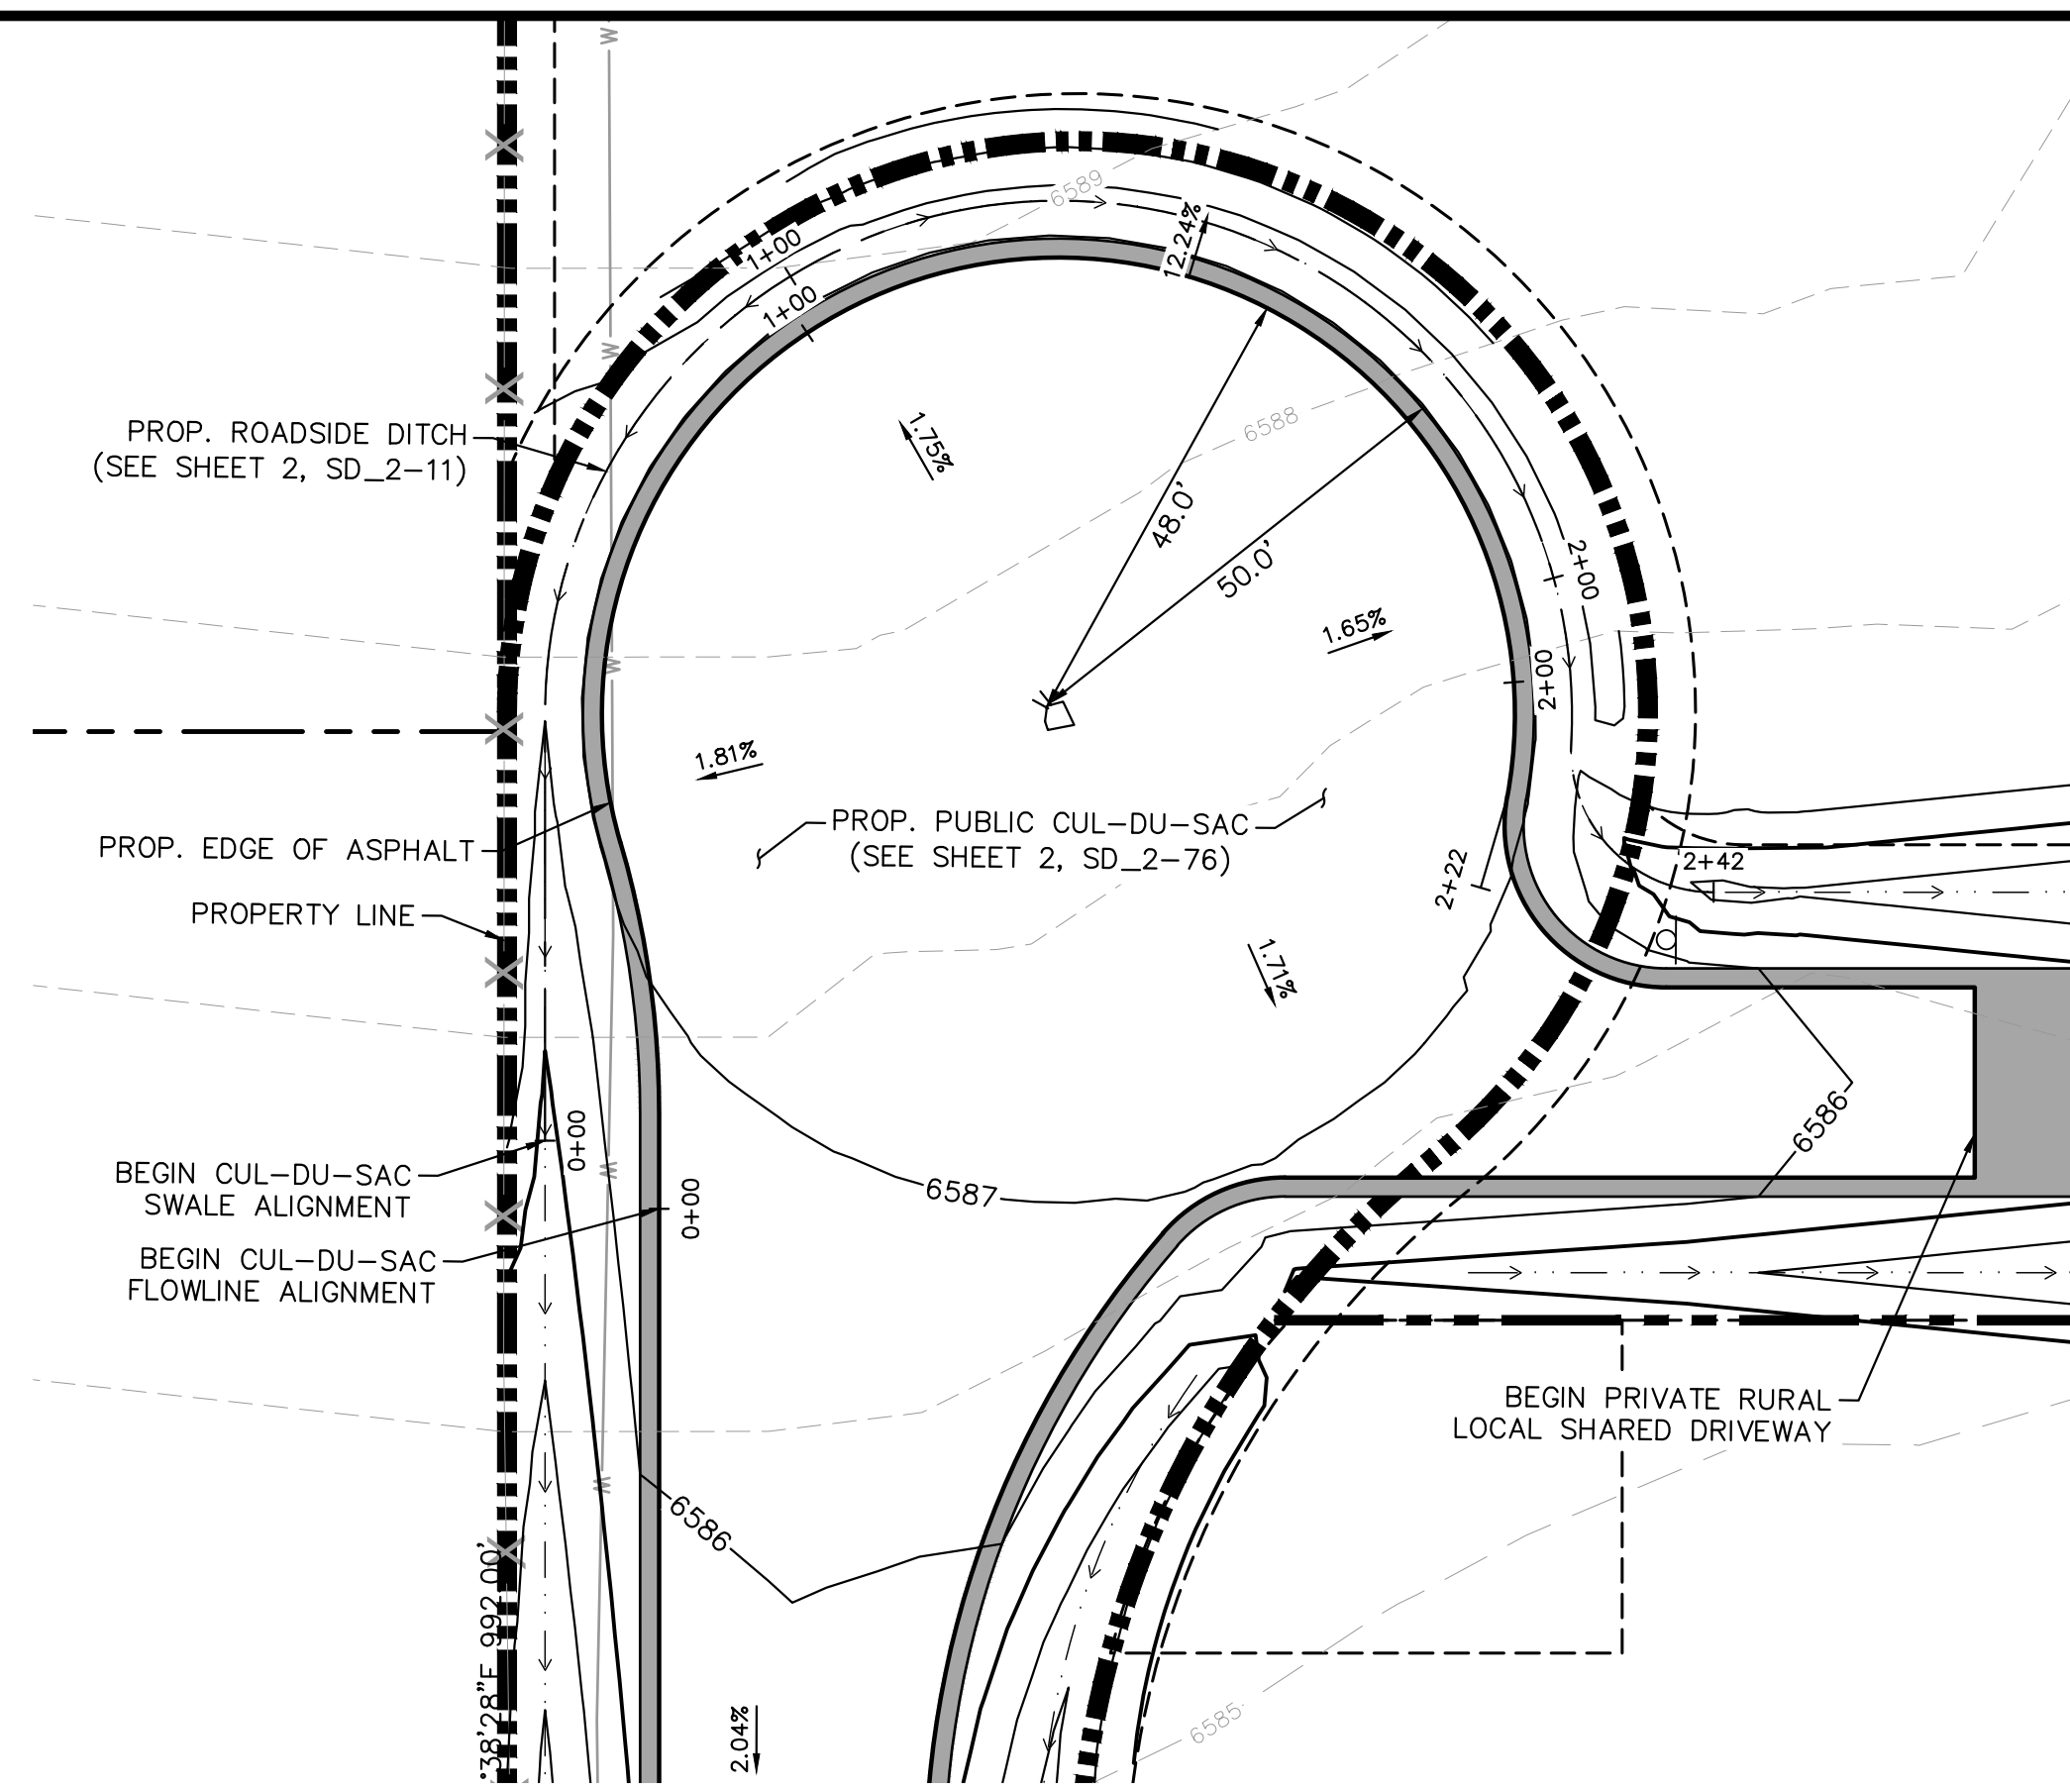 6589
1+00
12.24%
1+00
PROP. ROADSIDE DITCH
(SEE SHEET 2, SD_2-11)
1.75%
6588
48.0'
50.0'
2+00
1.65%
2+00
1.81%
PROP. PUBLIC CUL-DU-SAC
(SEE SHEET 2, SD_2-76)
PROP. EDGE OF ASPHALT
2+42
2+22
PROPERTY LINE
1.71%
6586
0+00
BEGIN CUL-DU-SAC
SWALE ALIGNMENT
6587
0+00
BEGIN CUL-DU-SAC
FLOWLINE ALIGNMENT
BEGIN PRIVATE RURAL
LOCAL SHARED DRIVEWAY
6586
°38'28"E 992.00'
6585
2.04%
W
W
W
W
W